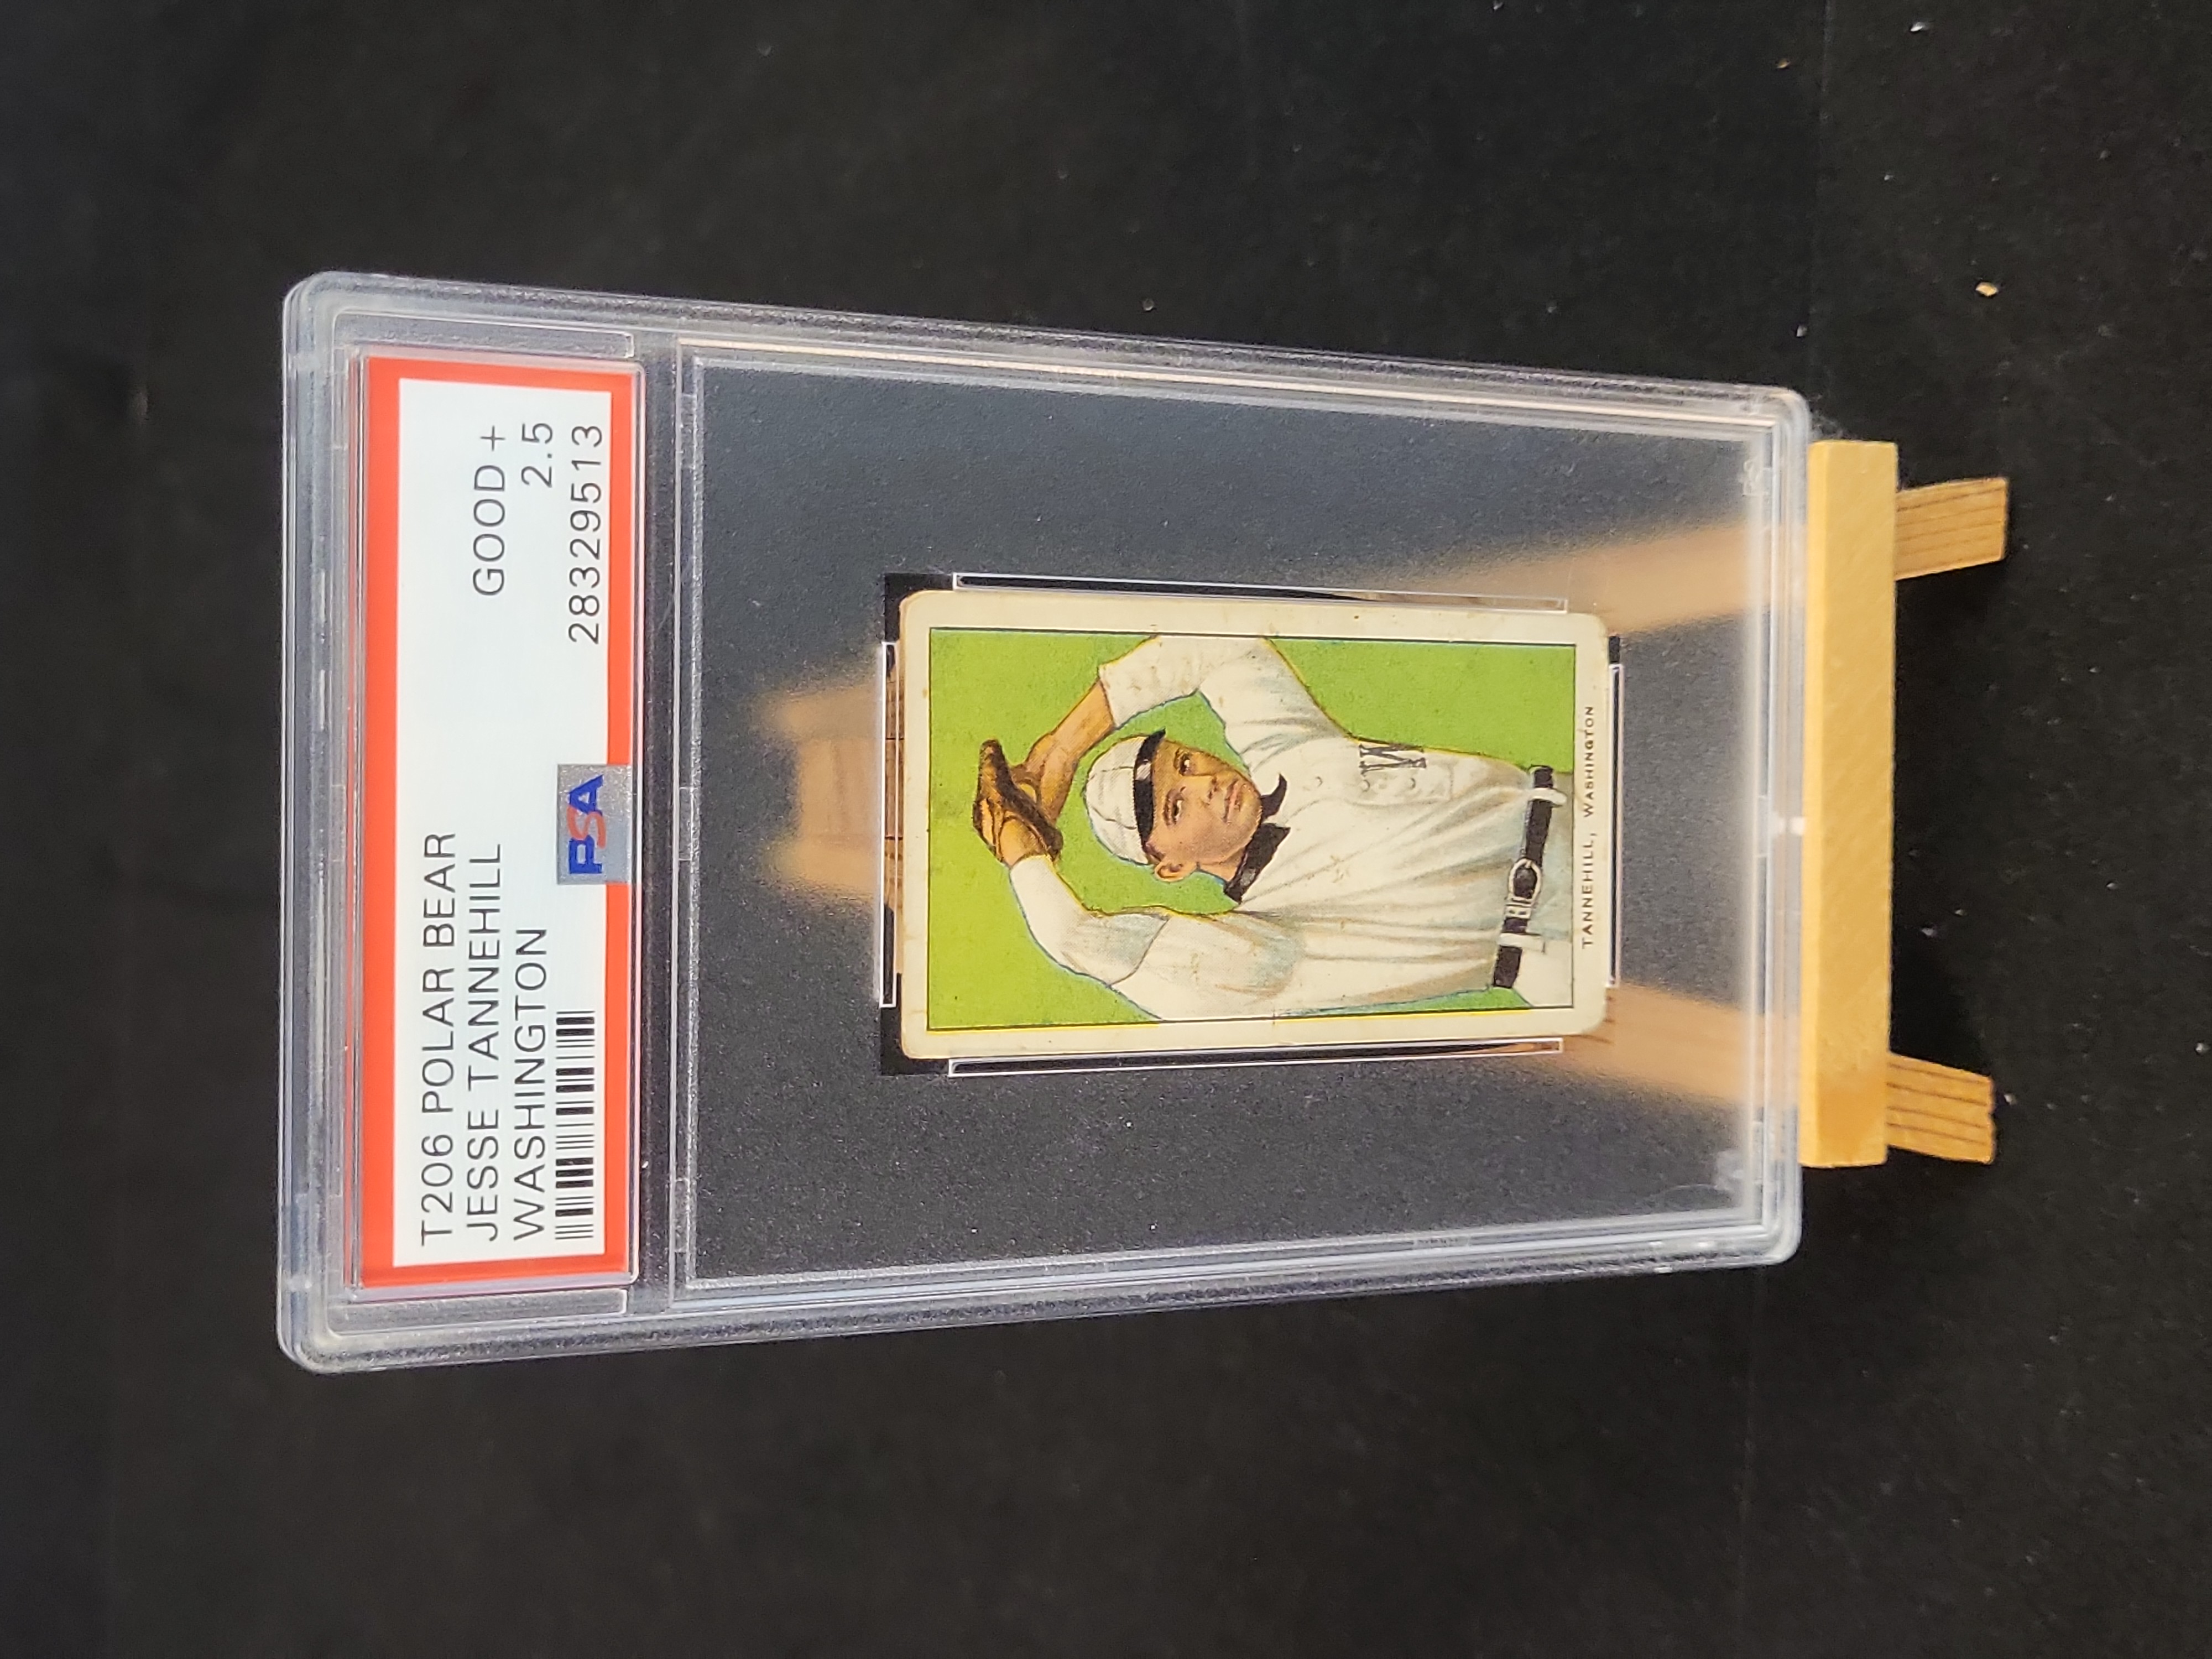 T206 POLAR BEAR
JESSE TANNEHILL GOOD +
WASHINGTON 2.5
28329513
PSA
W
TANNEHILL, WASHINGTON